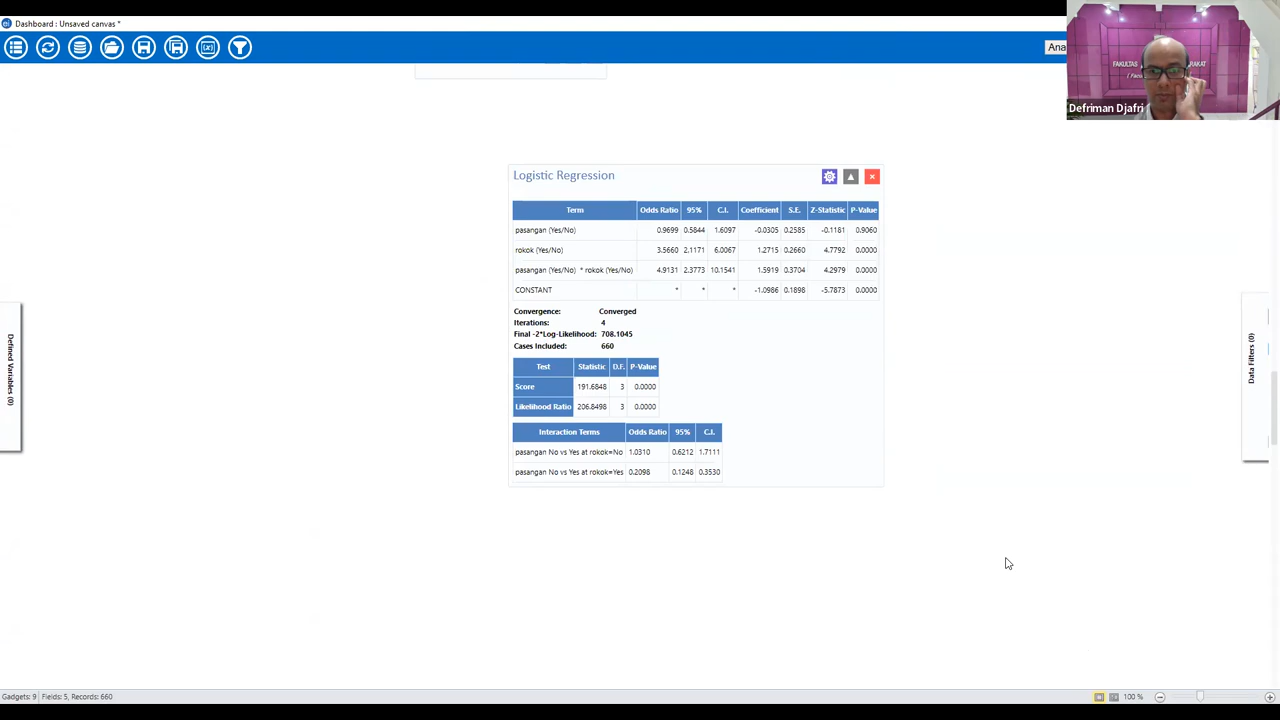 Dashboard : Unsaved canvas *
Ana
FAKULTAS
RAKAT
Defriman Djafri
Logistic Regression
Term Odds Ratio 95% C.I. Coefficient S.E. Z-Statistic P-Value
pasangan (Yes/No) 0.9699 0.5844 1.6097 -0.0305 0.2585 -0.1181 0.9060
rokok (Yes/No) 3.5660 2.1171 6.0067 1.2715 0.2660 4.7792 0.0000
pasangan (Yes/No) * rokok (Yes/No) 4.9131 2.3773 10.1541 1.5919 0.3704 4.2979 0.0000
CONSTANT * * * -1.0986 0.1898 -5.7873 0.0000
Convergence: Converged
Iterations: 4
Final -2*Log-Likelihood: 708.1045
Cases Included: 660
Test Statistic D.F. P-Value
Score 191.6848 3 0.0000
Likelihood Ratio 206.8498 3 0.0000
Interaction Terms Odds Ratio 95% C.I.
pasangan No vs Yes at rokok=No 1.0310 0.6212 1.7111
pasangan No vs Yes at rokok=Yes 0.2098 0.1248 0.3530
Defined Variables (0)
Data Filters (0)
Gadgets: 9 Fields: 5, Records: 660
100 %